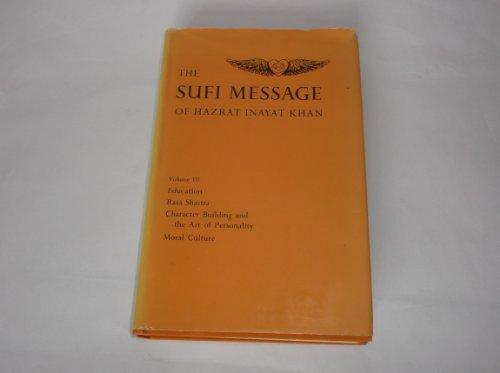 THE
SUFI MESSAGE
OF HAZRAT INAYAT KHAN
Volume III
Education
Rasa Shastra
Character Building and
the Art of Personality
Moral Culture